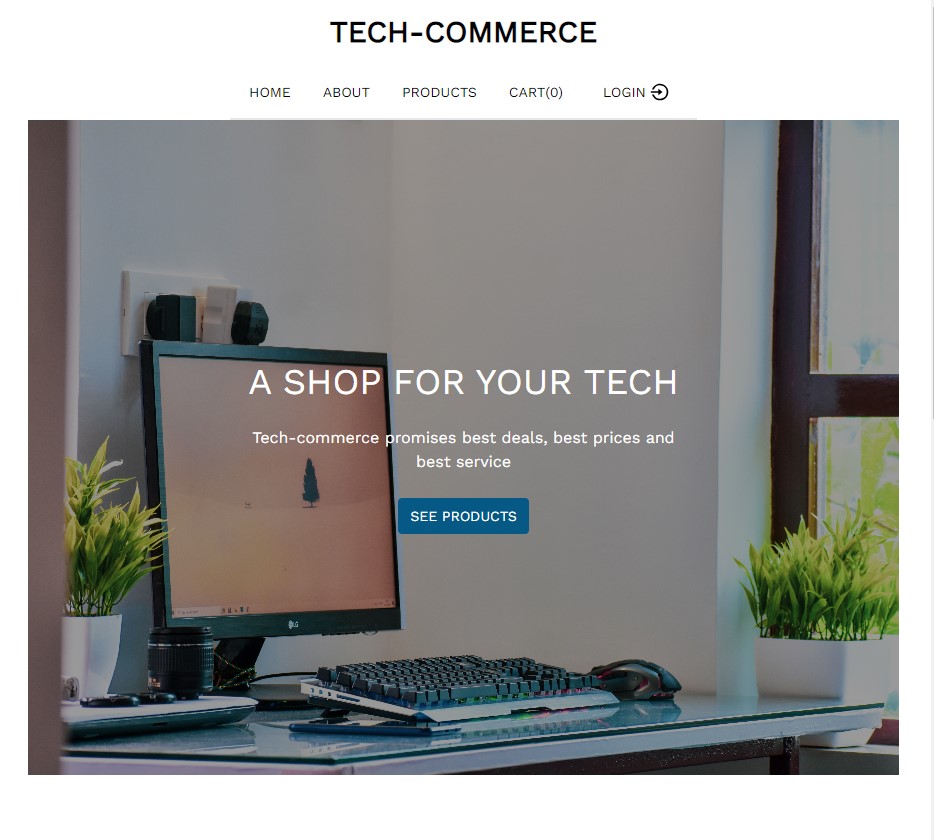 TECH-COMMERCE
HOME ABOUT PRODUCTS CART(0) LOGIN
A SHOP FOR YOUR TECH
Tech-commerce promises best deals, best prices and
best service
SEE PRODUCTS
LG